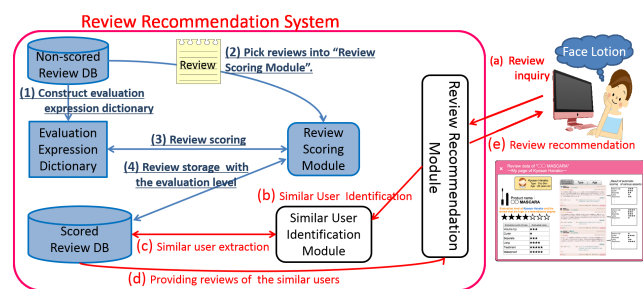 Review Recommendation System
Non-scored
Review DB
Review
(2) Pick reviews into “Review
Scoring Module”.
(a) Review
inquiry
Face Lotion
(1) Construct evaluation
expression dictionary
Evaluation
Expression
Dictionary
(3) Review scoring
Review
Scoring
Module
(4) Review storage with
the evaluation level
Review Recommendation
Module
(e) Review recommendation
(b) Similar User Identification
Scored
Review DB
(c) Similar user extraction
Similar User
Identification
Module
(d) Providing reviews of the similar users
Product name
MASCARA